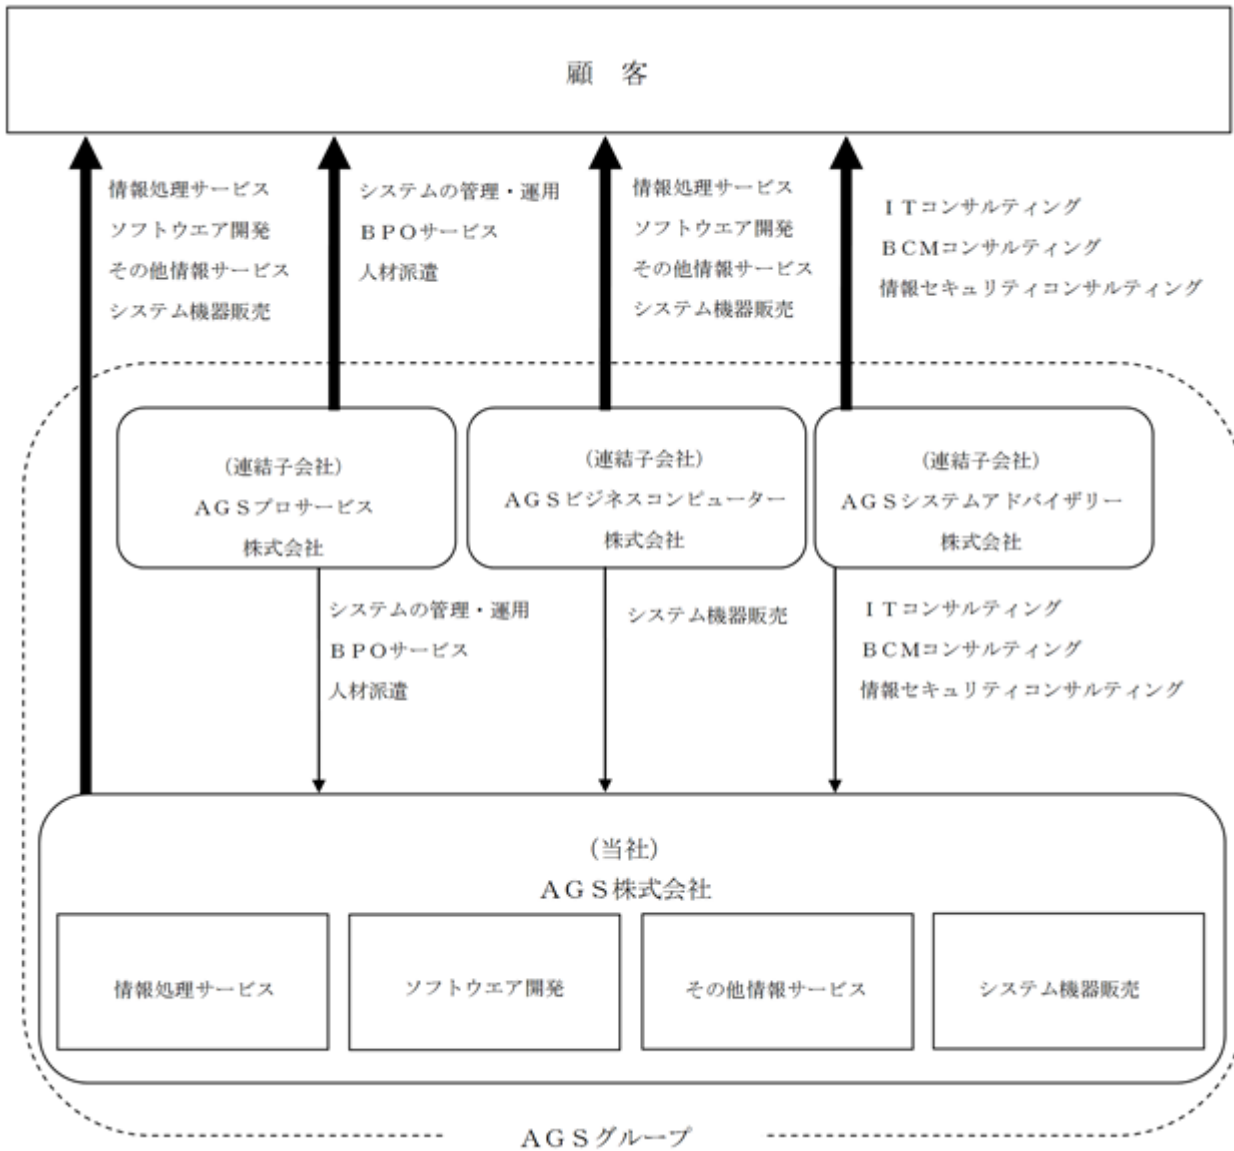 顧 客
情報処理サービス
ソフトウエア開発
その他情報サービス
システム機器販売
システムの管理・運用
ＢＰＯサービス
人材派遣
情報処理サービス
ソフトウエア開発
その他情報サービス
システム機器販売
ＩＴコンサルティング
ＢＣＭコンサルティング
情報セキュリティコンサルティング
（連結子会社）
ＡＧＳプロサービス
株式会社
（連結子会社）
ＡＧＳビジネスコンピューター
株式会社
（連結子会社）
ＡＧＳシステムアドバイザリー
株式会社
システムの管理・運用
ＢＰＯサービス
人材派遣
システム機器販売
ＩＴコンサルティング
ＢＣＭコンサルティング
情報セキュリティコンサルティング
（当社）
ＡＧＳ株式会社
情報処理サービス
ソフトウエア開発
その他情報サービス
システム機器販売
ＡＧＳグループ